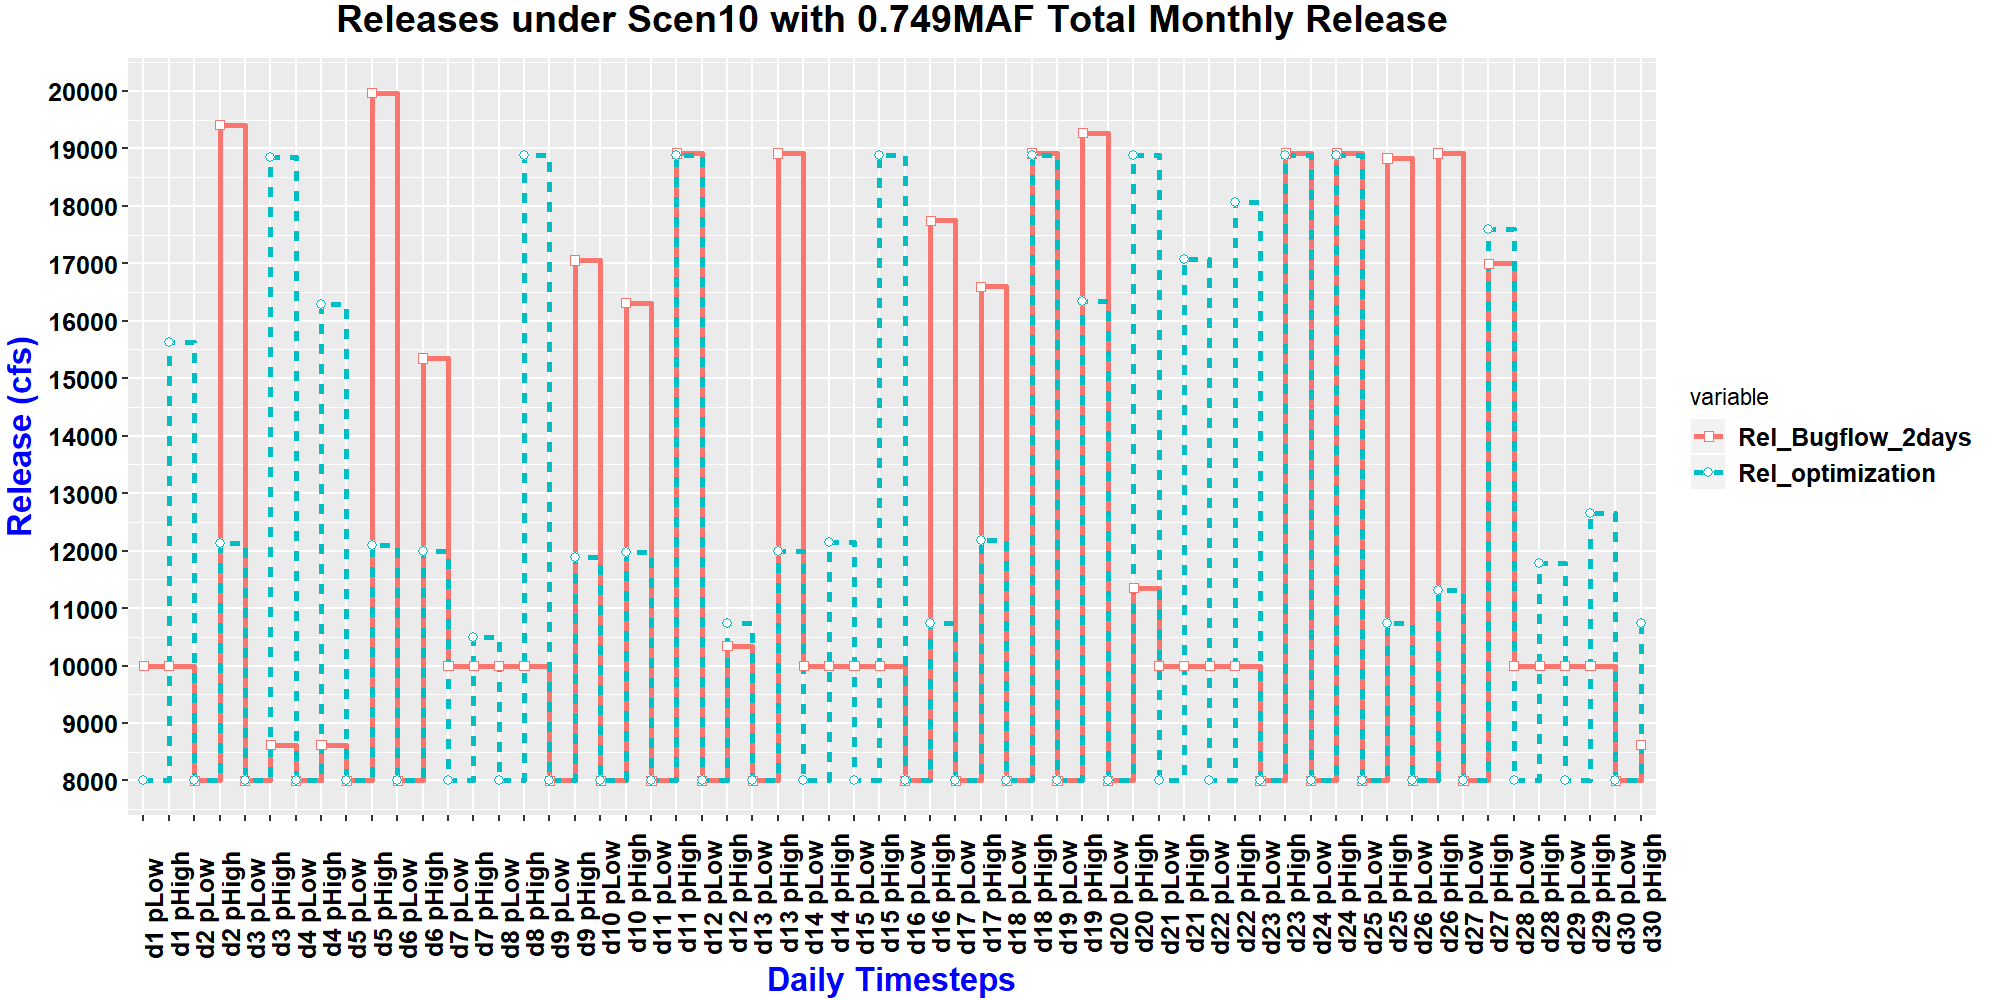 Releases under Scen10 with 0.749MAF Total Monthly Release
20000
19000
18000
17000
16000
15000
14000
13000
12000
11000
10000
9000
8000
Release (cfs)
d1 pLow
d1 pHigh
d2 pLow
d2 pHigh
d3 pLow
d3 pHigh
d4 pLow
d4 pHigh
d5 pLow
d5 pHigh
d6 pLow
d6 pHigh
d7 pLow
d7 pHigh
d8 pLow
d8 pHigh
d9 pLow
d9 pHigh
d10 pLow
d10 pHigh
d11 pLow
d11 pHigh
d12 pLow
d12 pHigh
d13 pLow
d13 pHigh
d14 pLow
d14 pHigh
d15 pLow
d15 pHigh
d16 pLow
d16 pHigh
d17 pLow
d17 pHigh
d18 pLow
d18 pHigh
d19 pLow
d19 pHigh
d20 pLow
d20 pHigh
d21 pLow
d21 pHigh
d22 pLow
d22 pHigh
d23 pLow
d23 pHigh
d24 pLow
d24 pHigh
d25 pLow
d25 pHigh
d26 pLow
d26 pHigh
d27 pLow
d27 pHigh
d28 pLow
d28 pHigh
d29 pLow
d29 pHigh
d30 pLow
d30 pHigh
Daily Timesteps
variable
Rel_Bugflow_2days
Rel_optimization